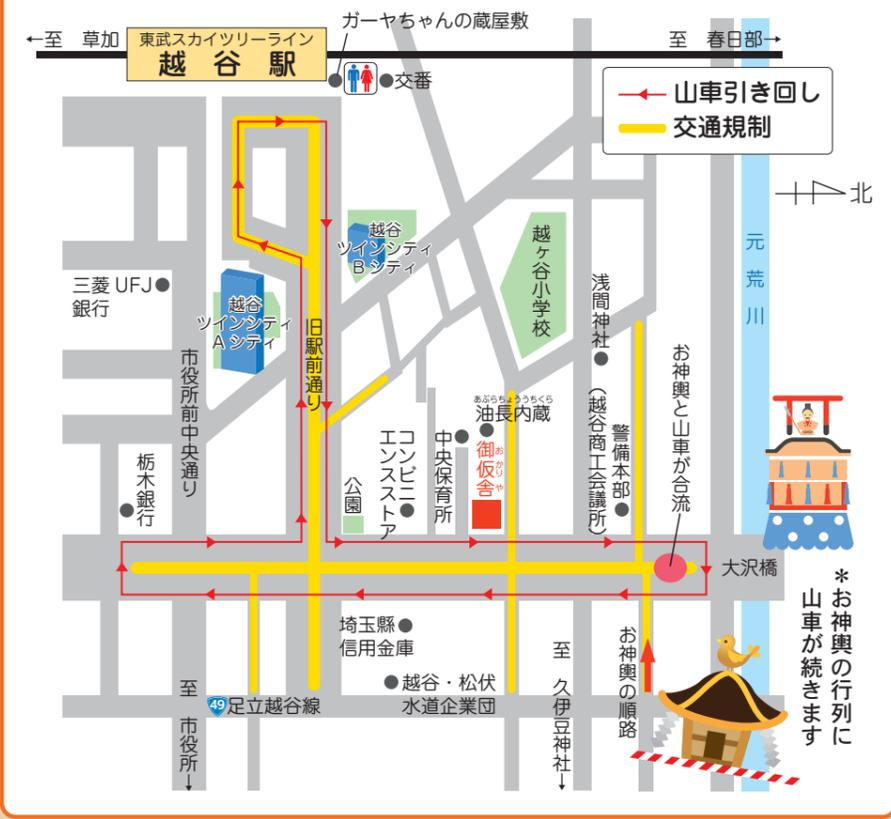 ガーヤちゃんの蔵屋敷
←至 草加
東武スカイツリーライン
越谷駅
至 春日部→
交番
山車引き回し
交通規制
北
元荒川
越谷
ツインシティ
Bシティ
越ヶ谷小学校
三菱UFJ
銀行
越谷
ツインシティ
Aシティ
旧駅前通り
市役所前中央通り
浅間神社
お神輿と山車が合流
あぶらちょううちくら
油長内蔵
(越谷商工会議所)
警備本部
栃木銀行
公園
コンビニ
エンスストア
中央保育所
御仮舎
おかりや
大沢橋
*お神輿の行列に
山車が続きます
埼玉縣
信用金庫
お神輿の順路
至 久伊豆神社→
越谷・松伏
水道企業団
至 市役所→
49
足立越谷線